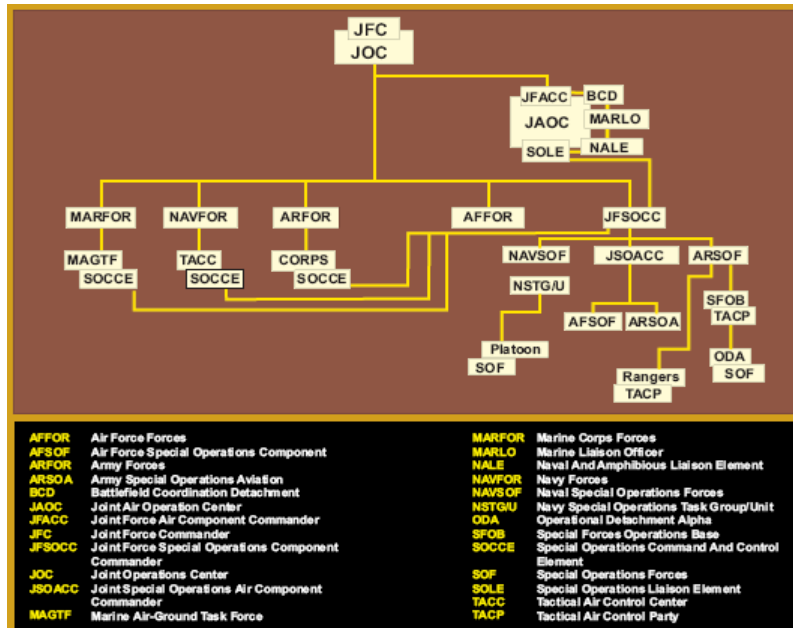 JFC
JOC
JFACC
BCD
JAOC
MARLO
SOLE
NALE
MARFOR
NAVFOR
ARFOR
AFFOR
JFSOCC
MAGTF
SOCCE
TACC
SOCCE
CORPS
SOCCE
NAVSOF
JSOACC
ARSOF
NSTG/U
SFOB
TACP
AFSOF
ARSOA
Platoon
SOF
ODA
SOF
Rangers
TACP
AFFOR Air Force Forces
AFSOF Air Force Special Operations Component
ARFOR Army Forces
ARSOA Army Special Operations Aviation
BCD Battlefield Coordination Detachment
JAOC Joint Air Operation Center
JFACC Joint Force Air Component Commander
JFC Joint Force Commander
JFSOCC Joint Force Special Operations Component
Commander
JOC Joint Operations Center
JSOACC Joint Special Operations Air Component
Commander
MAGTF Marine Air-Ground Task Force
MARFOR Marine Corps Forces
MARLO Marine Liaison Officer
NALE Naval And Amphibious Liaison Element
NAVFOR Navy Forces
NAVSOF Naval Special Operations Forces
NSTG/U Navy Special Operations Task Group/Unit
ODA Operational Detachment Alpha
SFOB Special Forces Operations Base
SOCCE Special Operations Command And Control
Element
SOF Special Operations Forces
SOLE Special Operations Liaison Element
TACC Tactical Air Control Center
TACP Tactical Air Control Party